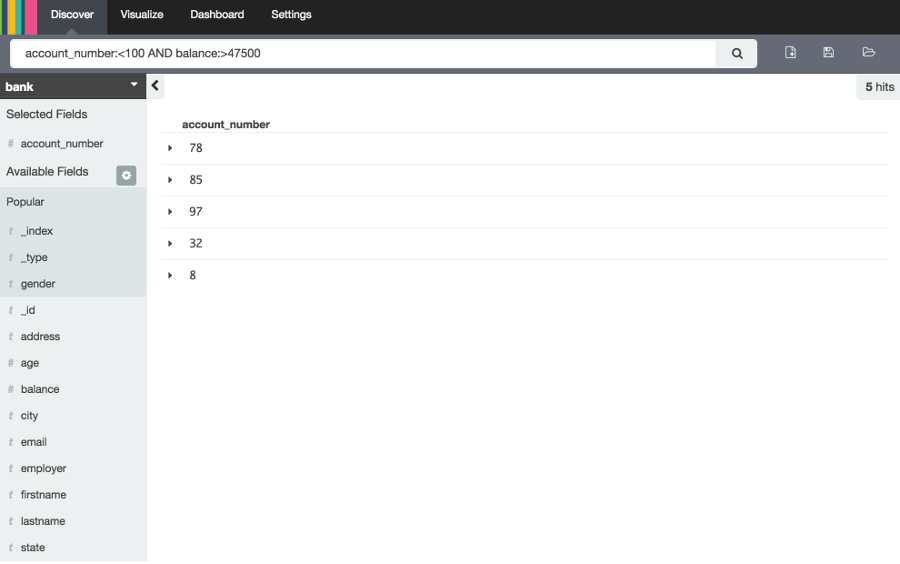 Discover Visualize Dashboard Settings
account_number:<100 AND balance:>47500
bank
5 hits
Selected Fields
# account_number
Available Fields
Popular
t _index
t _type
t gender
t _id
t address
# age
# balance
t city
t email
t employer
t firstname
t lastname
t state
account_number
78
85
97
32
8